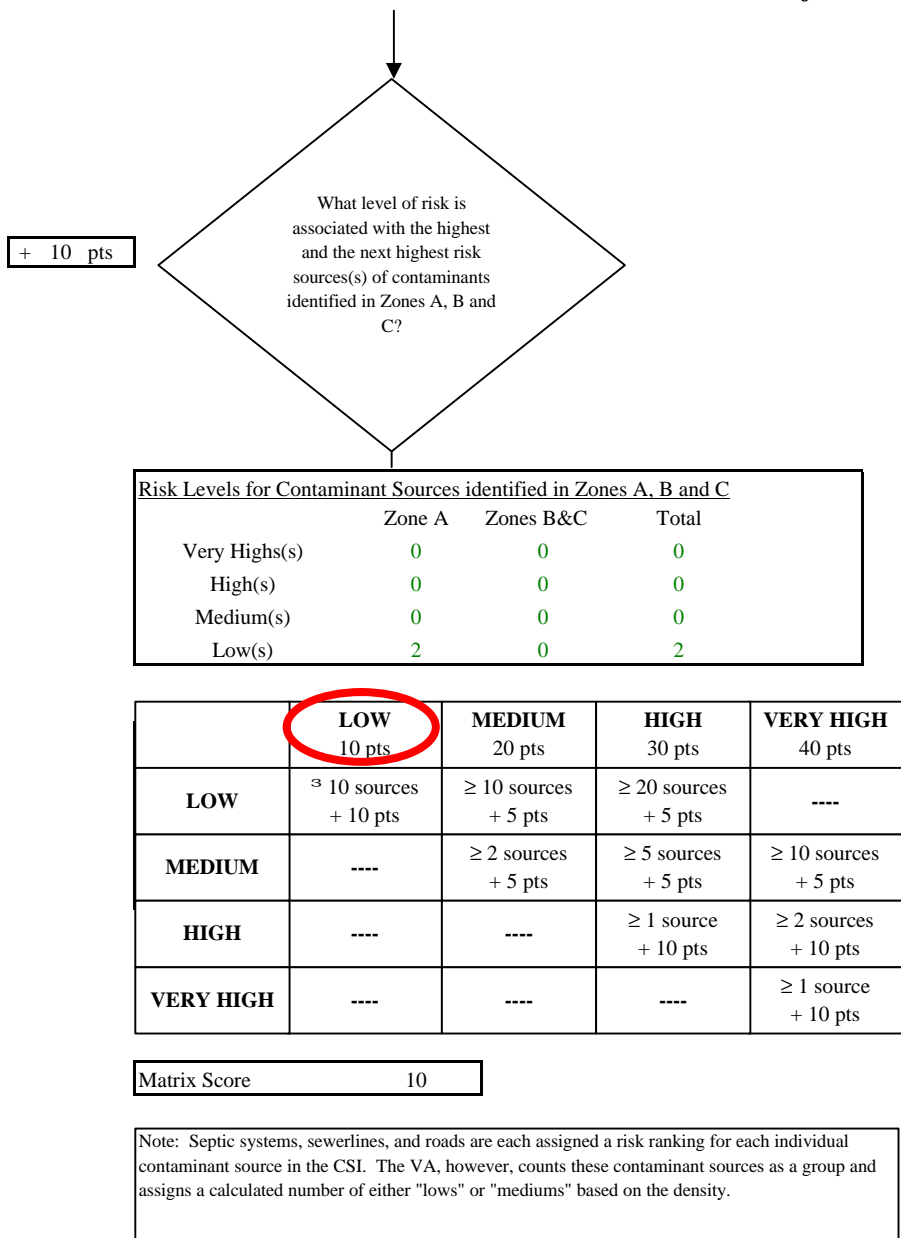 What level of risk is
associated with the highest
and the next highest risk
sources(s) of contaminants
identified in Zones A, B and
C?
+ 10 pts
Risk Levels for Contaminant Sources identified in Zones A, B and C
Zone A Zones B&C Total
Very Highs(s) 0 0 0
High(s) 0 0 0
Medium(s) 0 0 0
Low(s) 2 0 2
LOW MEDIUM HIGH VERY HIGH
10 pts 20 pts 30 pts 40 pts
LOW ³ 10 sources ≥ 10 sources ≥ 20 sources ----
+ 10 pts + 5 pts + 5 pts
MEDIUM ---- ≥ 2 sources ≥ 5 sources ≥ 10 sources
+ 5 pts + 5 pts + 5 pts
HIGH ---- ---- ≥ 1 source ≥ 2 sources
+ 10 pts + 10 pts
VERY HIGH ---- ---- ---- ≥ 1 source
+ 10 pts
Matrix Score 10
Note: Septic systems, sewerlines, and roads are each assigned a risk ranking for each individual
contaminant source in the CSI. The VA, however, counts these contaminant sources as a group and
assigns a calculated number of either "lows" or "mediums" based on the density.